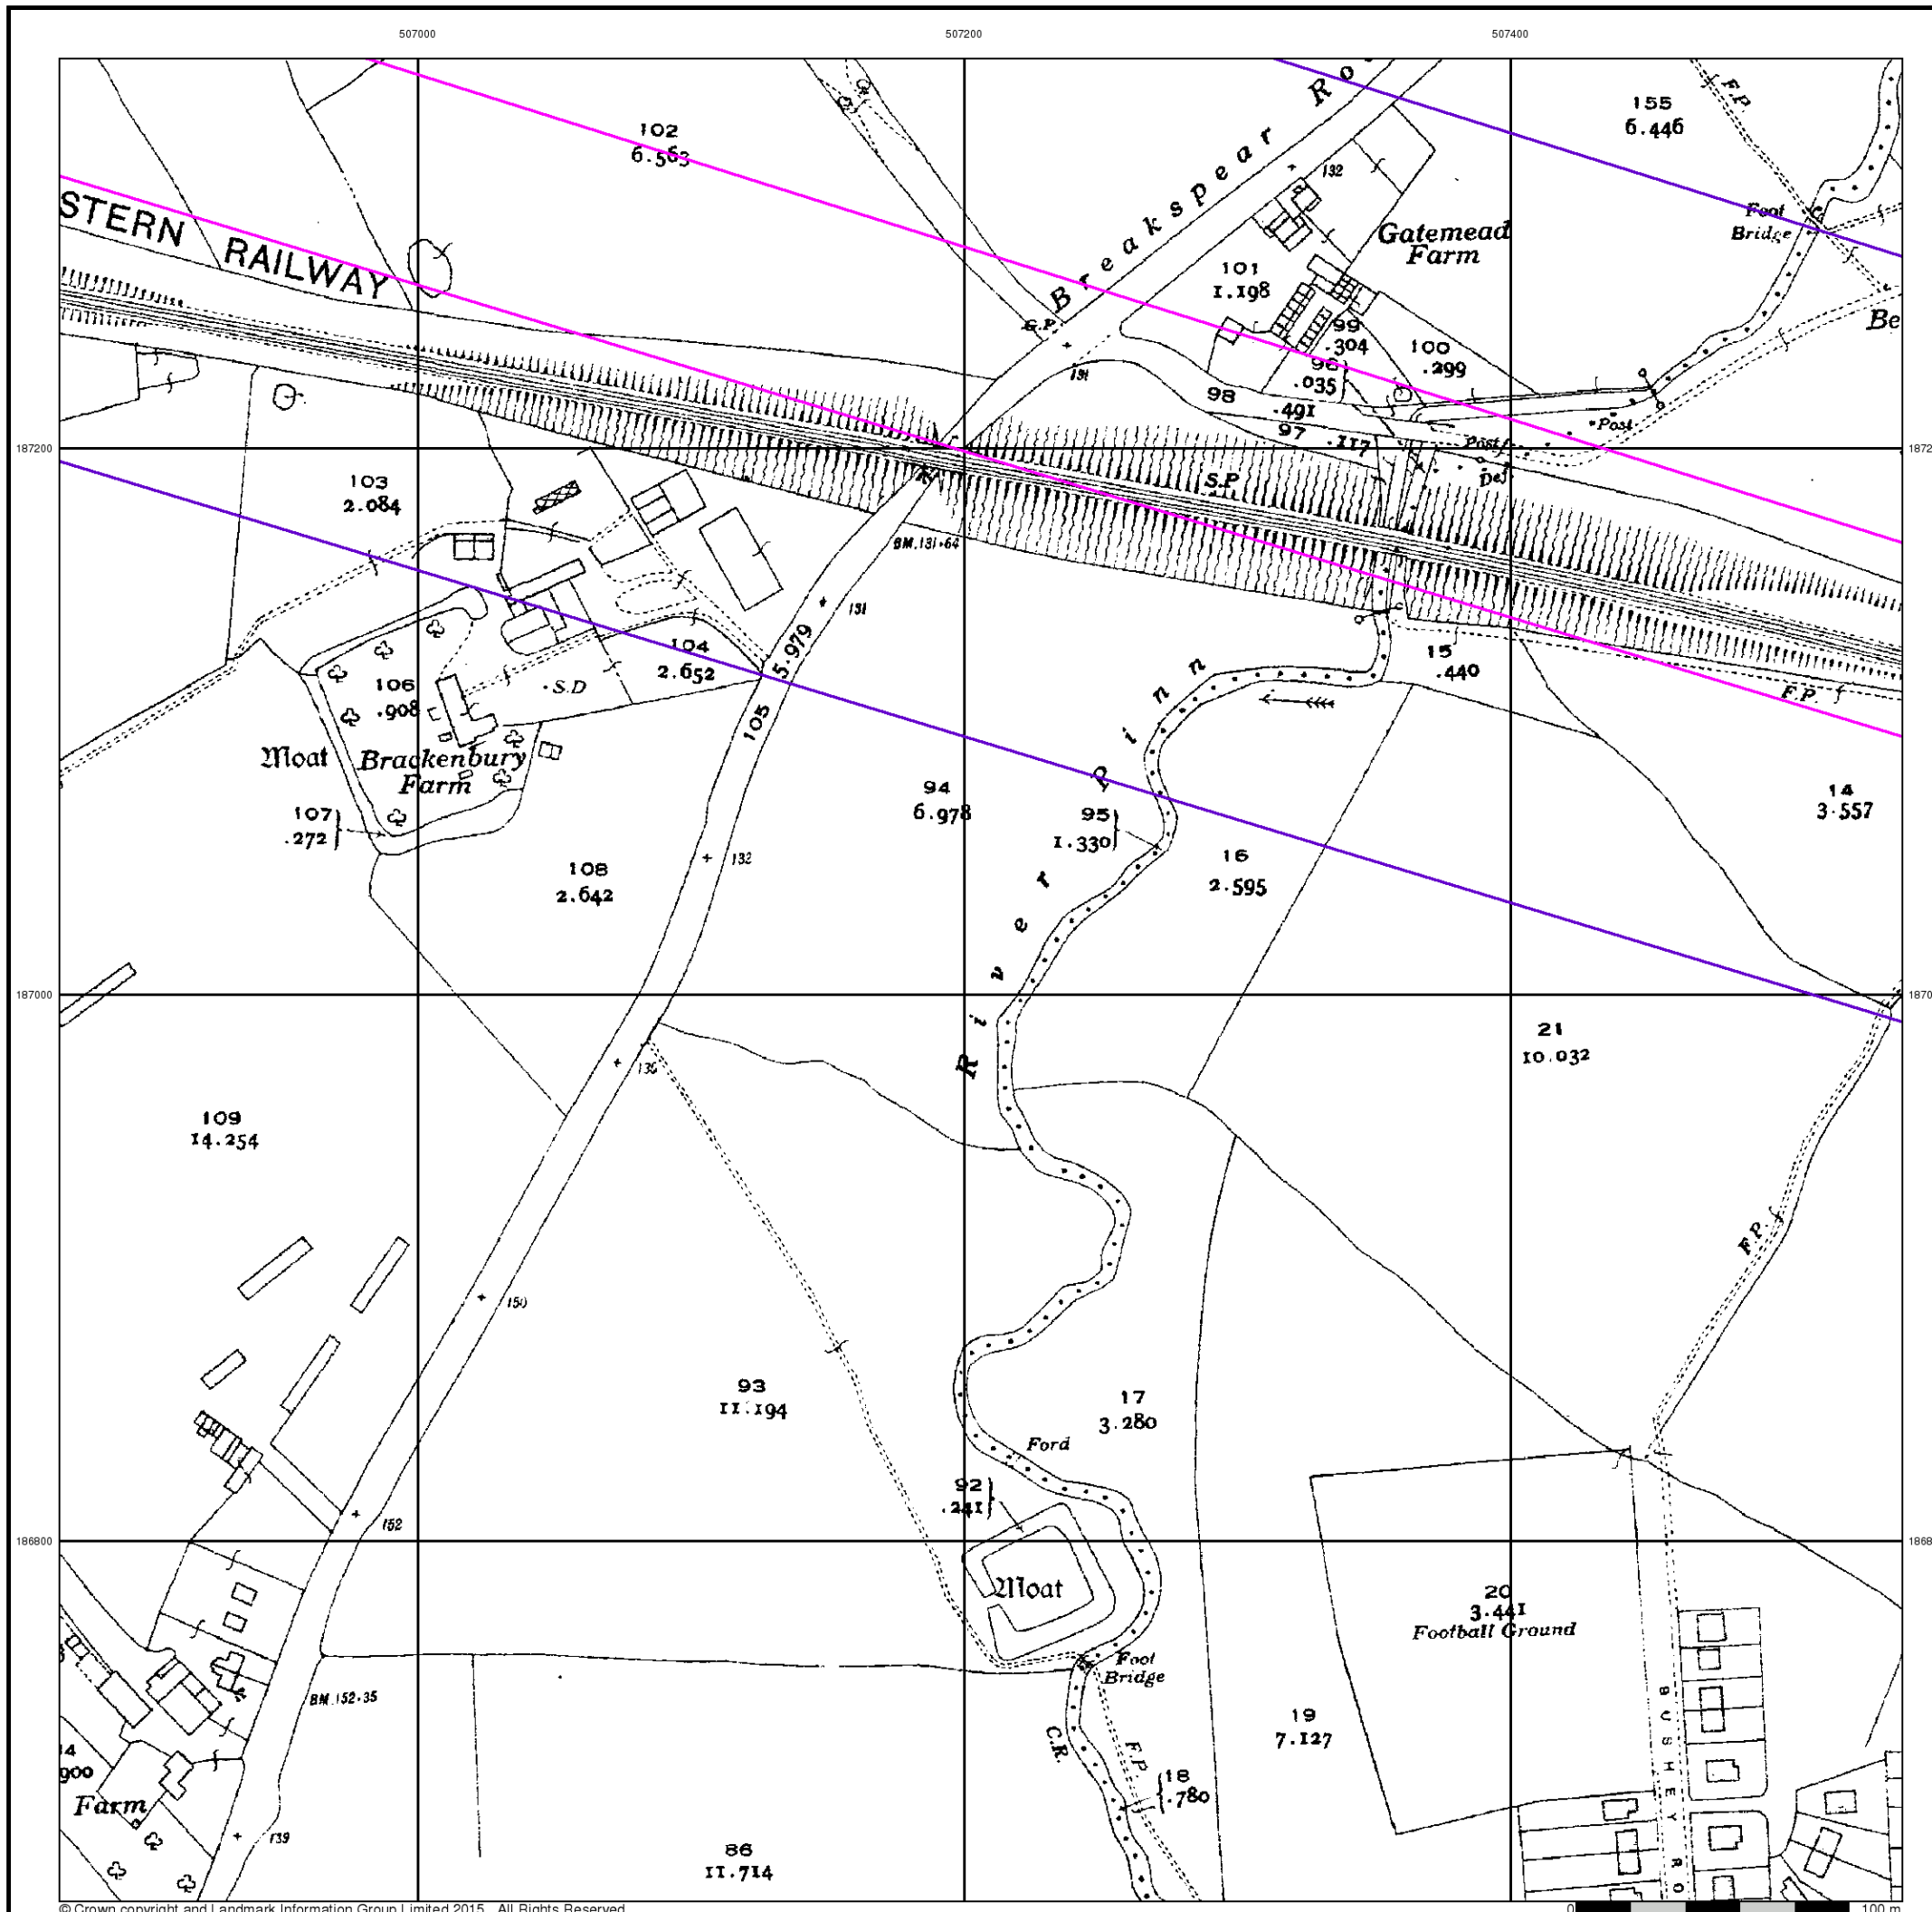 507000
507200
507400
102
6.563
155
6.446
F.P.
132
STERN RAILWAY
Breakspear
Foot
Bridge
Gatemead
Farm
101
1.198
G.P.
131
99
.304
100
.299
.035
98
.491
97
.117
Post
Post
187200
103
2.084
S.P
BM.131.64
131
5.979
104
2.652
105
15
.440
F.P.
106
.908
S.D
Moat
Brackenbury
Farm
107
.272
94
6.978
River Pinn
95
1.330
16
2.595
14
3.557
132
108
2.642
187000
21
10.032
109
14.254
F.P.
150
93
11.194
17
3.280
Ford
92
.241
152
186800
Moat
20
3.441
Football Ground
Foot
Bridge
BM.152.35
C.R.
F.P.
19
7.127
BUSHEY RO
18
.780
900
Farm
139
86
11.714
© Crown copyright and Landmark Information Group Limited 2015. All Rights Reserved
0
100 m